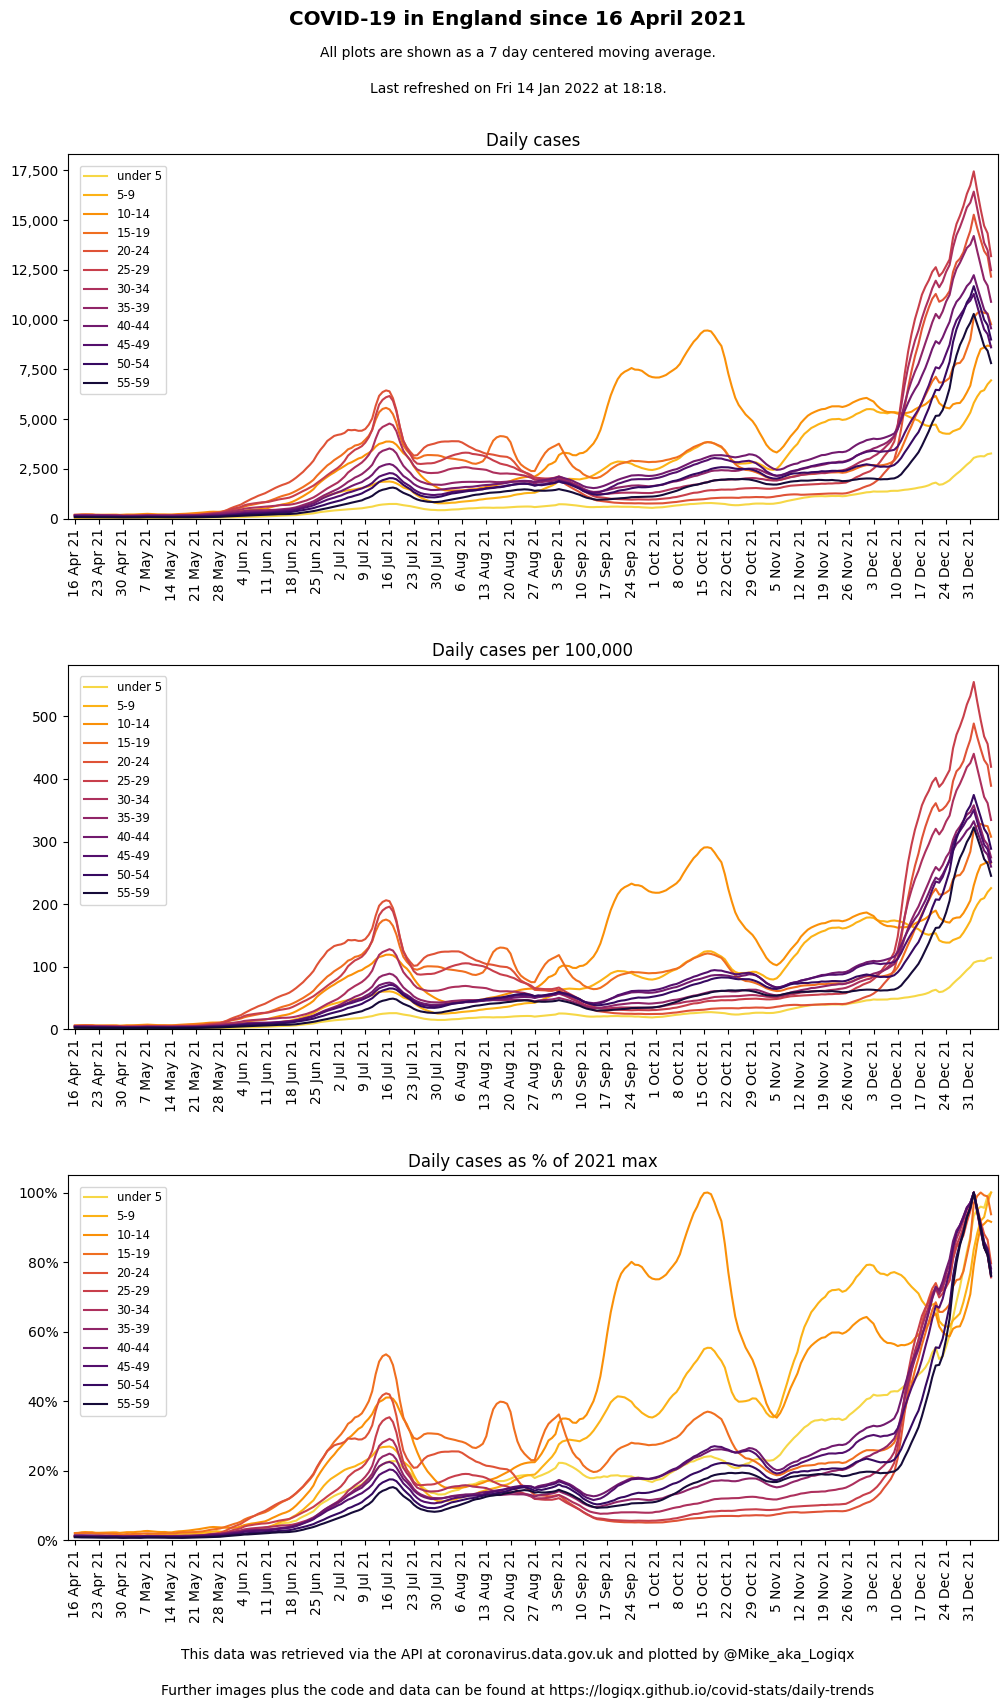 COVID-19 in England since 16 April 2021
All plots are shown as a 7 day centered moving average.
Last refreshed on Fri 14 Jan 2022 at 18:18.
Daily cases
17,500
15,000
12,500
10,000
7,500
5,000
2,500
0
under 5
5-9
10-14
15-19
20-24
25-29
30-34
35-39
40-44
45-49
50-54
55-59
16 Apr 21
23 Apr 21
30 Apr 21
7 May 21
14 May 21
21 May 21
28 May 21
4 Jun 21
11 Jun 21
18 Jun 21
25 Jun 21
2 Jul 21
9 Jul 21
16 Jul 21
23 Jul 21
30 Jul 21
6 Aug 21
13 Aug 21
20 Aug 21
27 Aug 21
3 Sep 21
10 Sep 21
17 Sep 21
24 Sep 21
1 Oct 21
8 Oct 21
15 Oct 21
22 Oct 21
29 Oct 21
5 Nov 21
12 Nov 21
19 Nov 21
26 Nov 21
3 Dec 21
10 Dec 21
17 Dec 21
24 Dec 21
31 Dec 21
Daily cases per 100,000
500
400
300
200
100
0
under 5
5-9
10-14
15-19
20-24
25-29
30-34
35-39
40-44
45-49
50-54
55-59
16 Apr 21
23 Apr 21
30 Apr 21
7 May 21
14 May 21
21 May 21
28 May 21
4 Jun 21
11 Jun 21
18 Jun 21
25 Jun 21
2 Jul 21
9 Jul 21
16 Jul 21
23 Jul 21
30 Jul 21
6 Aug 21
13 Aug 21
20 Aug 21
27 Aug 21
3 Sep 21
10 Sep 21
17 Sep 21
24 Sep 21
1 Oct 21
8 Oct 21
15 Oct 21
22 Oct 21
29 Oct 21
5 Nov 21
12 Nov 21
19 Nov 21
26 Nov 21
3 Dec 21
10 Dec 21
17 Dec 21
24 Dec 21
31 Dec 21
Daily cases as % of 2021 max
100%
80%
60%
40%
20%
0%
under 5
5-9
10-14
15-19
20-24
25-29
30-34
35-39
40-44
45-49
50-54
55-59
16 Apr 21
23 Apr 21
30 Apr 21
7 May 21
14 May 21
21 May 21
28 May 21
4 Jun 21
11 Jun 21
18 Jun 21
25 Jun 21
2 Jul 21
9 Jul 21
16 Jul 21
23 Jul 21
30 Jul 21
6 Aug 21
13 Aug 21
20 Aug 21
27 Aug 21
3 Sep 21
10 Sep 21
17 Sep 21
24 Sep 21
1 Oct 21
8 Oct 21
15 Oct 21
22 Oct 21
29 Oct 21
5 Nov 21
12 Nov 21
19 Nov 21
26 Nov 21
3 Dec 21
10 Dec 21
17 Dec 21
24 Dec 21
31 Dec 21
This data was retrieved via the API at coronavirus.data.gov.uk and plotted by @Mike_aka_Logiqx
Further images plus the code and data can be found at https://logiqx.github.io/covid-stats/daily-trends